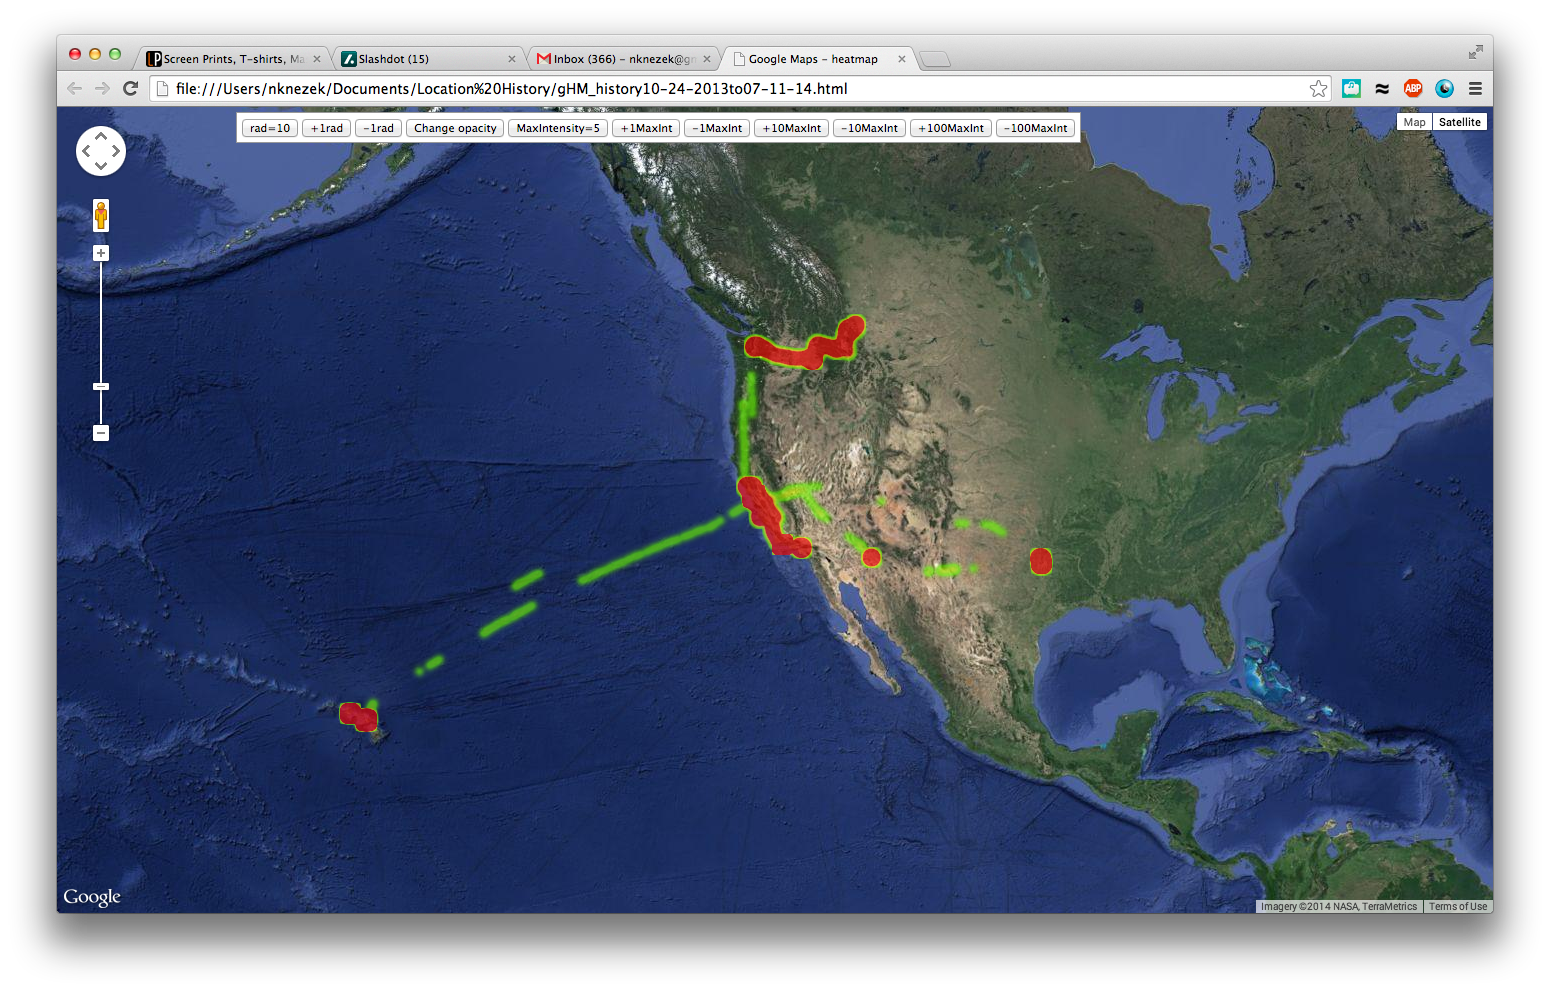 Screen Prints, T-shirts, Ma
Slashdot (15)
Inbox (366) – nknezek@gm
Google Maps – heatmap
file:///Users/nknezek/Documents/Location%20History/gHM_history10-24-2013to07-11-14.html
ABP
rad=10 +1rad -1rad Change opacity MaxIntensity=5 +1MaxInt -1MaxInt +10MaxInt -10MaxInt +100MaxInt -100MaxInt
Map Satellite
Google
Imagery ©2014 NASA, TerraMetrics Terms of Use